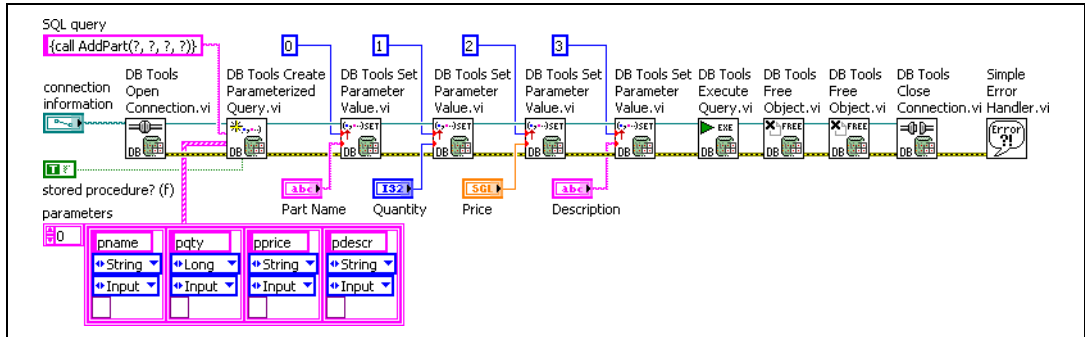 SQL query
{call AddPart(?, ?, ?, ?)}
0 1 2 3
connection
information
DB Tools
Open
Connection.vi
DB Tools Create
Parameterized
Query.vi
DB Tools Set
Parameter
Value.vi
DB Tools Set
Parameter
Value.vi
DB Tools Set
Parameter
Value.vi
DB Tools Set
Parameter
Value.vi
DB Tools
Execute
Query.vi
DB Tools
Free
Object.vi
DB Tools
Free
Object.vi
DB Tools
Close
Connection.vi
Simple
Error
Handler.vi
SET SET SET SET EXE FREE FREE Error
?!
DB DB DB DB DB DB DB DB DB DB
T F
stored procedure? (f)
abc I32 SGL abc
Part Name Quantity Price Description
parameters
0
pname pqty pprice pdescr
String Long String String
Input Input Input Input